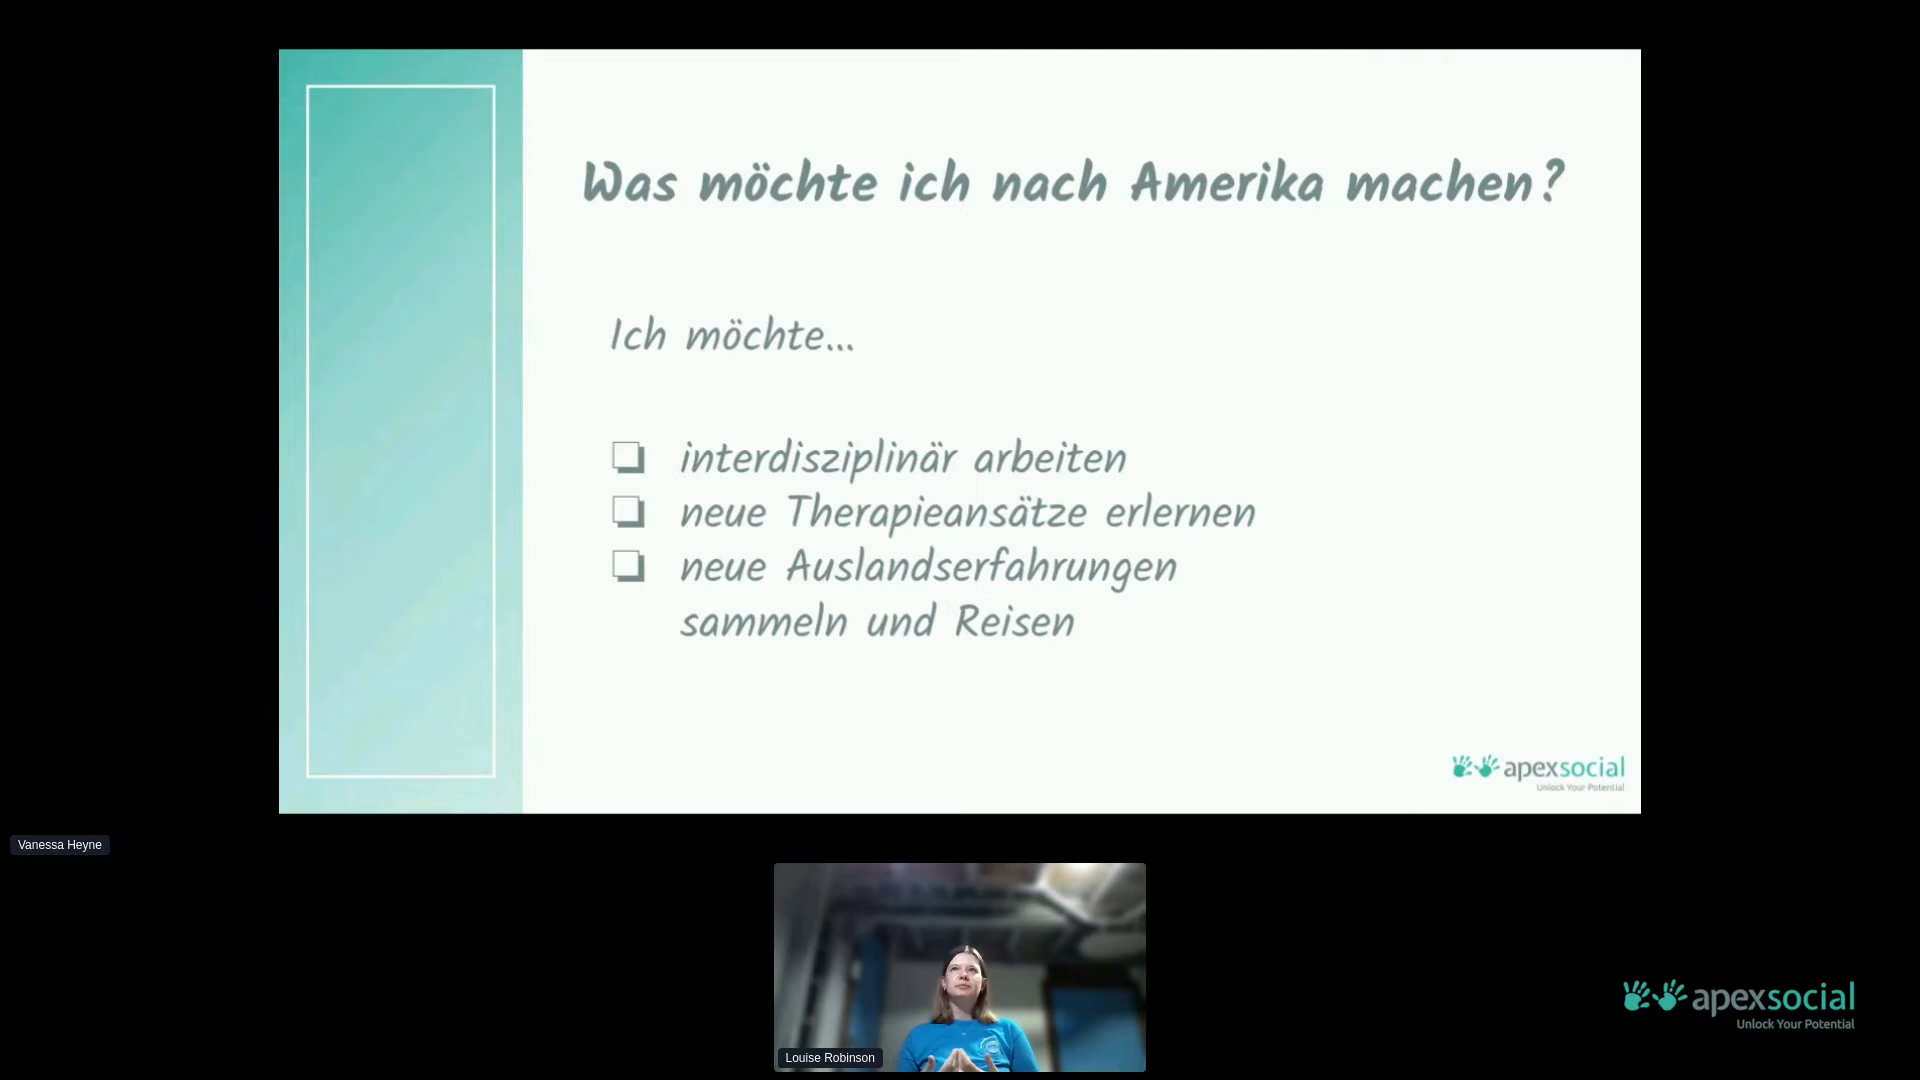 Was möchte ich nach Amerika machen?
Ich möchte...
❏ interdisziplinär arbeiten
❏ neue Therapieansätze erlernen
❏ neue Auslandserfahrungen
sammeln und Reisen
apexsocial
Unlock Your Potential
Vanessa Heyne
Louise Robinson
apexsocial
Unlock Your Potential